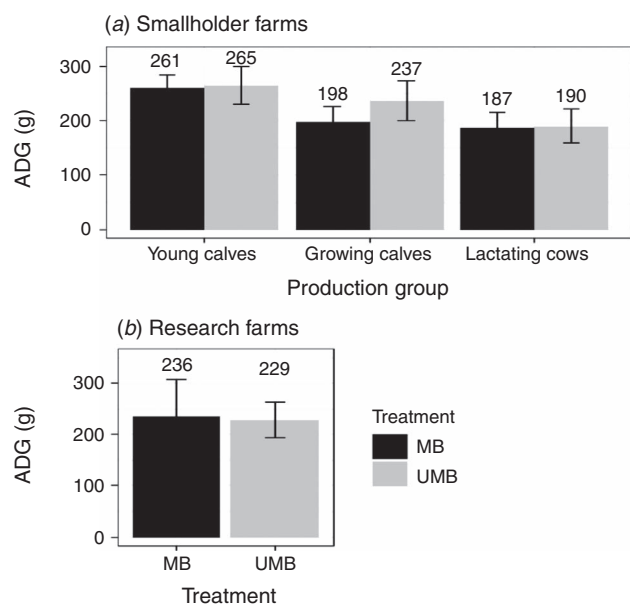 (a) Smallholder farms
ADG (g)
300
200
100
0
261
265
198
237
187
190
Young calves
Growing calves
Lactating cows
Production group
(b) Research farms
ADG (g)
300
200
100
0
236
229
MB
UMB
Treatment
Treatment
MB
UMB